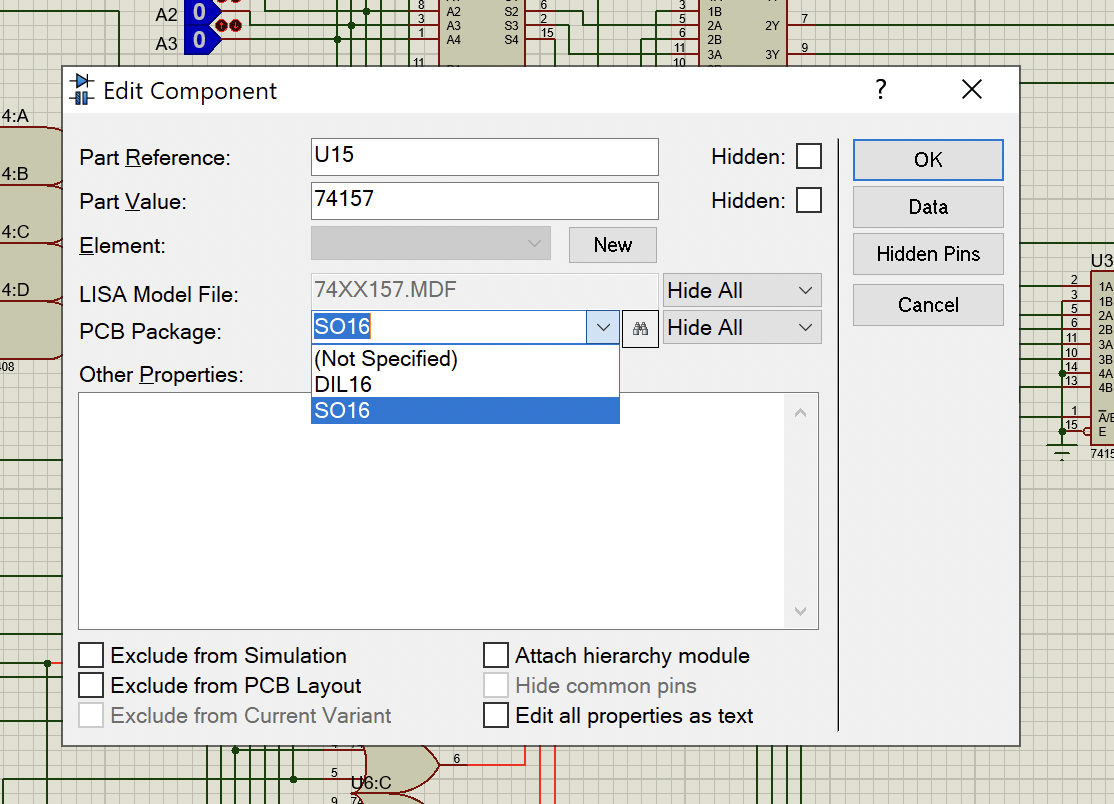 A2 0
A3 0
8 A2 S2 6
3 A3 S3 2
1 A4 S4 15
11
3 1B
5 2A 2Y 7
6 2B
11 3A 3Y 9
10
Edit Component ? ×
4:A
4:B
4:C
4:D
408
Part Reference: U15 Hidden:
Part Value: 74157 Hidden:
Element: New
LISA Model File: 74XX157.MDF Hide All
PCB Package: SO16 Hide All
(Not Specified)
DIL16
SO16
Other Properties:
OK
Data
Hidden Pins
Cancel
Exclude from Simulation
Exclude from PCB Layout
Exclude from Current Variant
Attach hierarchy module
Hide common pins
Edit all properties as text
U3
2 1A
3 1B
5 2A
6 2B
11 3A
10 3B
14 4A
13 4B
1 A/B
15 E
7415
5 6
U6:C
9